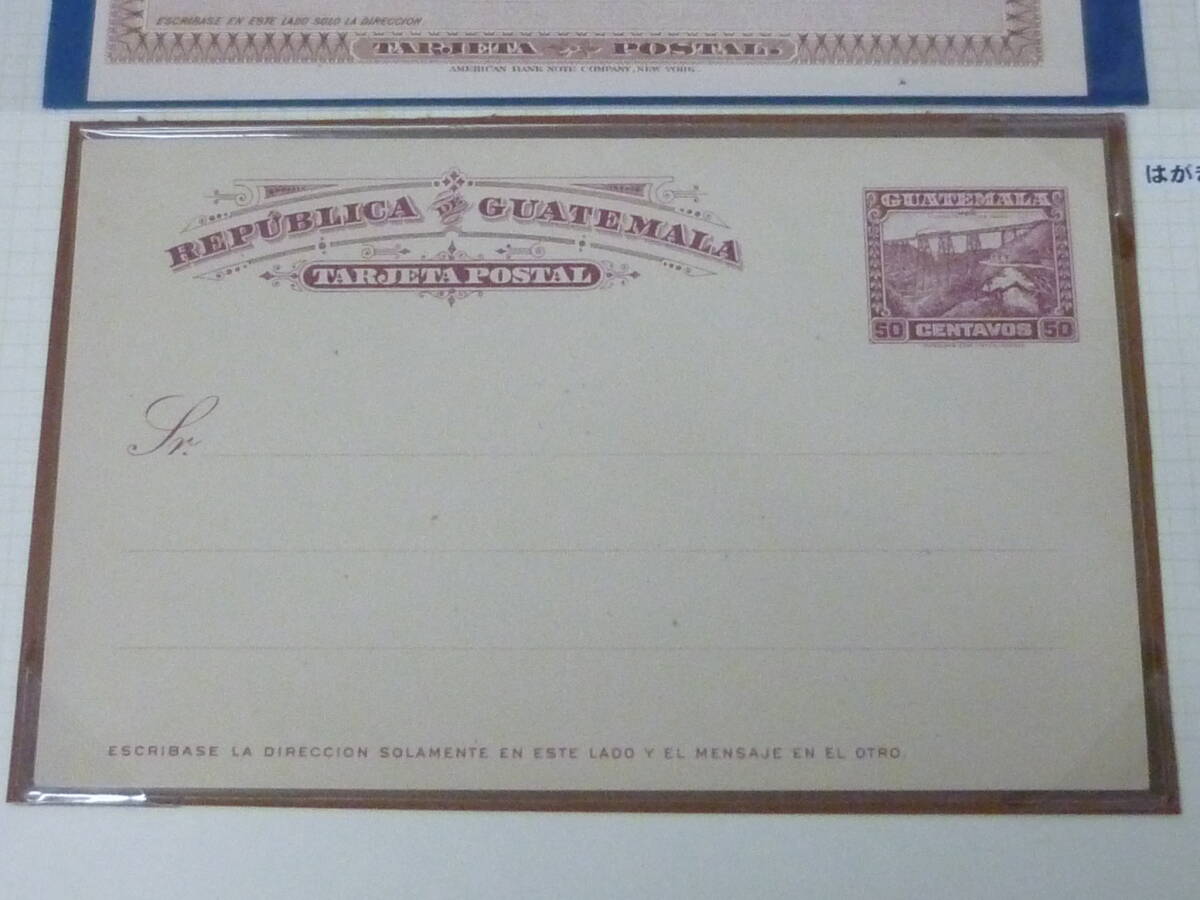 ESCRIBASE EN ESTE LADO SOLO LA DIRECCION
TARJETA POSTAL.
AMERICAN BANK NOTE COMPANY, NEW YORK.
はがき
REPÚBLICA DE GUATEMALA
TARJETA POSTAL
GUATEMALA
50 CENTAVOS 50
Sr.
ESCRIBASE LA DIRECCION SOLAMENTE EN ESTE LADO Y EL MENSAJE EN EL OTRO.